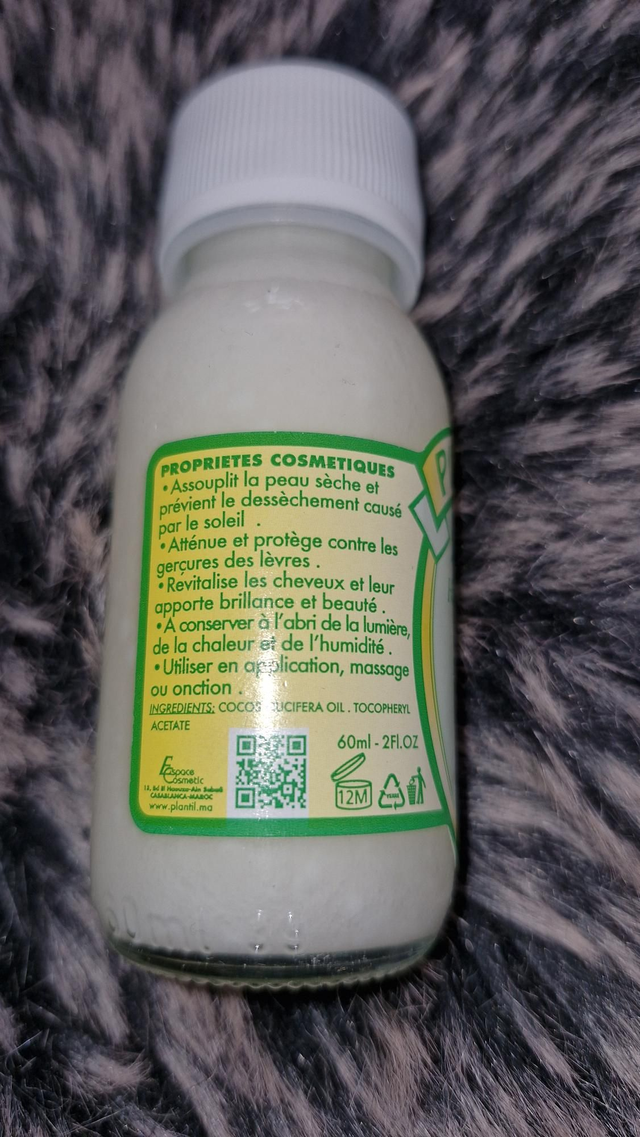 PROPRIETES COSMETIQUES
•Assouplit la peau sèche et
prévient le dessèchement causé
par le soleil .
•Atténue et protège contre les
gerçures des lèvres .
•Revitalise les cheveux et leur
apporte brillance et beauté .
•A conserver à l'abri de la lumière,
de la chaleur et de l'humidité .
•Utiliser en application, massage
ou onction .
INGREDIENTS: COCOS NUCIFERA OIL . TOCOPHERYL
ACETATE
60ml - 2Fl.OZ
Espace
Cosmetic
CASABLANCA-MAROC
www.plantil.ma
12M
P